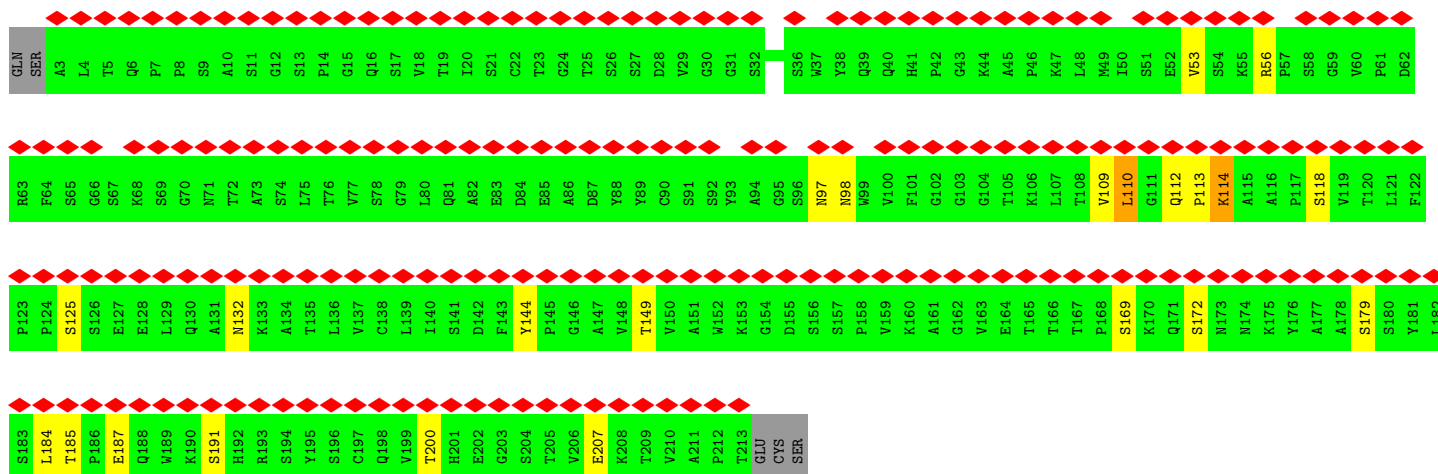 GLN SER A3 L4 T5 Q6 P7 P8 S9 A10 S11 G12 S13 P14 G15 Q16 S17 V18 T19 I20 S21 C22 T23 G24 T25 S26 S27 D28 V29 G30 G31 S32 S36 W37 Y38 Q39 Q40 H41 P42 G43 K44 A45 P46 K47 L48 M49 I50 S51 E52 V53 S54 K55 R56 P57 S58 G59 V60 P61 D62
R63 F64 S65 G66 S67 K68 S69 G70 N71 T72 A73 S74 L75 T76 V77 S78 G79 L80 Q81 A82 E83 D84 E85 A86 D87 Y88 Y89 C90 S91 S92 Y93 A94 G95 S96 N97 N98 W99 V100 F101 G102 G103 G104 T105 K106 L107 T108 V109 L110 G111 Q112 P113 K114 A115 A116 P117 S118 V119 T120 L121 F122
P123 P124 S125 S126 E127 E128 L129 Q130 A131 N132 K133 A134 T135 L136 V137 C138 L139 I140 S141 D142 F143 Y144 P145 G146 A147 V148 T149 V150 A151 W152 K153 G154 D155 S156 S157 P158 V159 K160 A161 G162 V163 E164 T165 T166 T167 P168 S169 K170 Q171 S172 N173 N174 K175 Y176 A177 A178 S179 S180 Y181 L182
S183 L184 T185 P186 E187 Q188 W189 K190 S191 H192 R193 S194 Y195 S196 C197 Q198 V199 T200 H201 E202 G203 S204 T205 V206 E207 K208 T209 V210 A211 P212 T213 GLU CYS SER